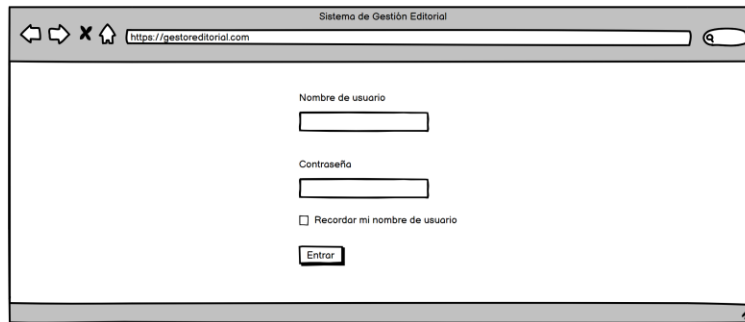 Sistema de Gestión Editorial
https://gestoreditorial.com
Nombre de usuario
Contraseña
Recordar mi nombre de usuario
Entrar